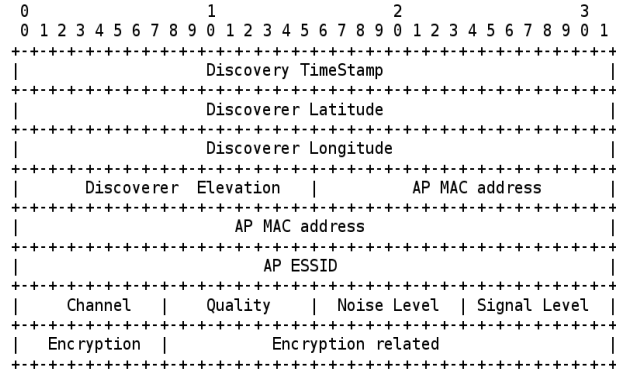 0                   1                   2                   3
 0 1 2 3 4 5 6 7 8 9 0 1 2 3 4 5 6 7 8 9 0 1 2 3 4 5 6 7 8 9 0 1
+-+-+-+-+-+-+-+-+-+-+-+-+-+-+-+-+-+-+-+-+-+-+-+-+-+-+-+-+-+-+-+-+
|                    Discovery TimeStamp                        |
+-+-+-+-+-+-+-+-+-+-+-+-+-+-+-+-+-+-+-+-+-+-+-+-+-+-+-+-+-+-+-+-+
|                    Discoverer Latitude                        |
+-+-+-+-+-+-+-+-+-+-+-+-+-+-+-+-+-+-+-+-+-+-+-+-+-+-+-+-+-+-+-+-+
|                    Discoverer Longitude                       |
+-+-+-+-+-+-+-+-+-+-+-+-+-+-+-+-+-+-+-+-+-+-+-+-+-+-+-+-+-+-+-+-+
|       Discoverer  Elevation   |          AP MAC address       |
+-+-+-+-+-+-+-+-+-+-+-+-+-+-+-+-+-+-+-+-+-+-+-+-+-+-+-+-+-+-+-+-+
|                       AP MAC address                          |
+-+-+-+-+-+-+-+-+-+-+-+-+-+-+-+-+-+-+-+-+-+-+-+-+-+-+-+-+-+-+-+-+
|                          AP ESSID                             |
+-+-+-+-+-+-+-+-+-+-+-+-+-+-+-+-+-+-+-+-+-+-+-+-+-+-+-+-+-+-+-+-+
|     Channel   |    Quality    |  Noise Level  | Signal Level  |
+-+-+-+-+-+-+-+-+-+-+-+-+-+-+-+-+-+-+-+-+-+-+-+-+-+-+-+-+-+-+-+-+
|   Encryption  |           Encryption related                  |
+-+-+-+-+-+-+-+-+-+-+-+-+-+-+-+-+-+-+-+-+-+-+-+-+-+-+-+-+-+-+-+-+